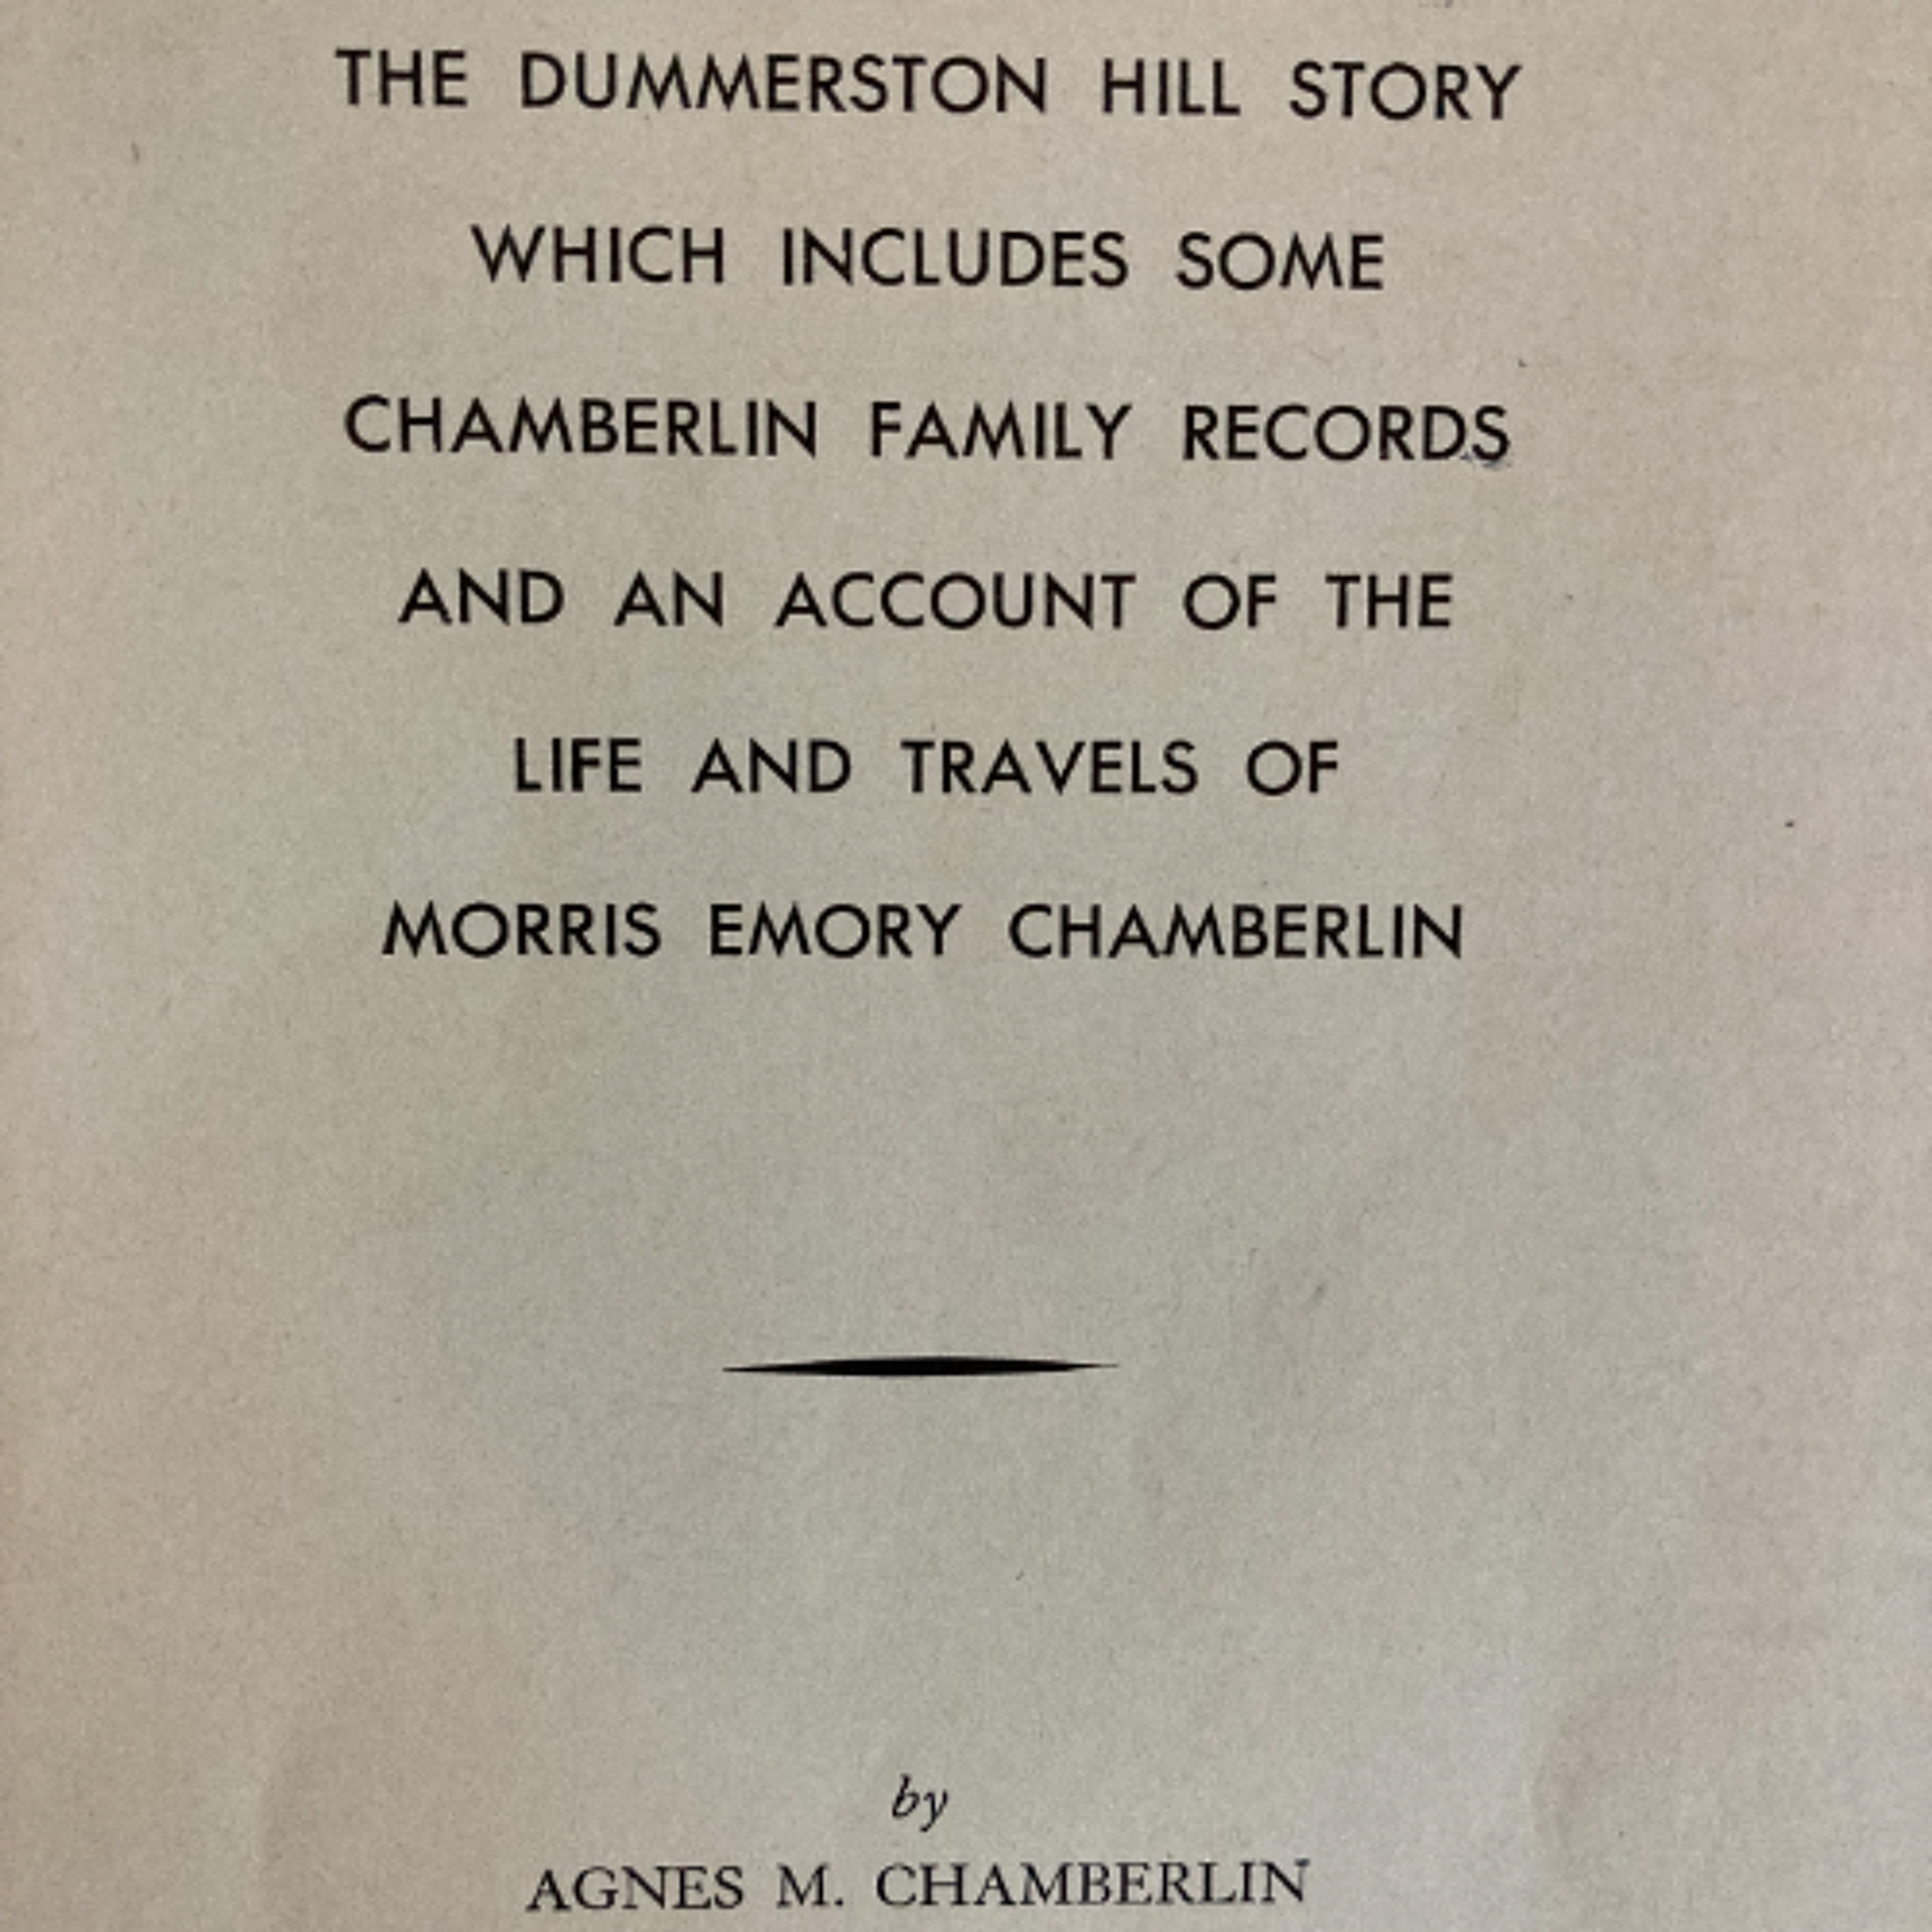 THE DUMMERSTON HILL STORY
WHICH INCLUDES SOME
CHAMBERLIN FAMILY RECORDS
AND AN ACCOUNT OF THE
LIFE AND TRAVELS OF
MORRIS EMORY CHAMBERLIN
by
AGNES M. CHAMBERLIN